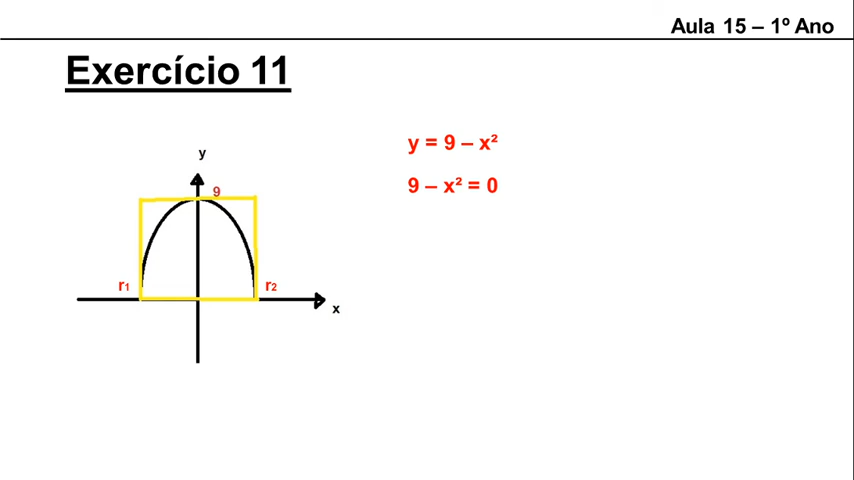 Aula 15 – 1º Ano
Exercício 11
y = 9 – x²
9 – x² = 0
y
9
r₁
r₂
x